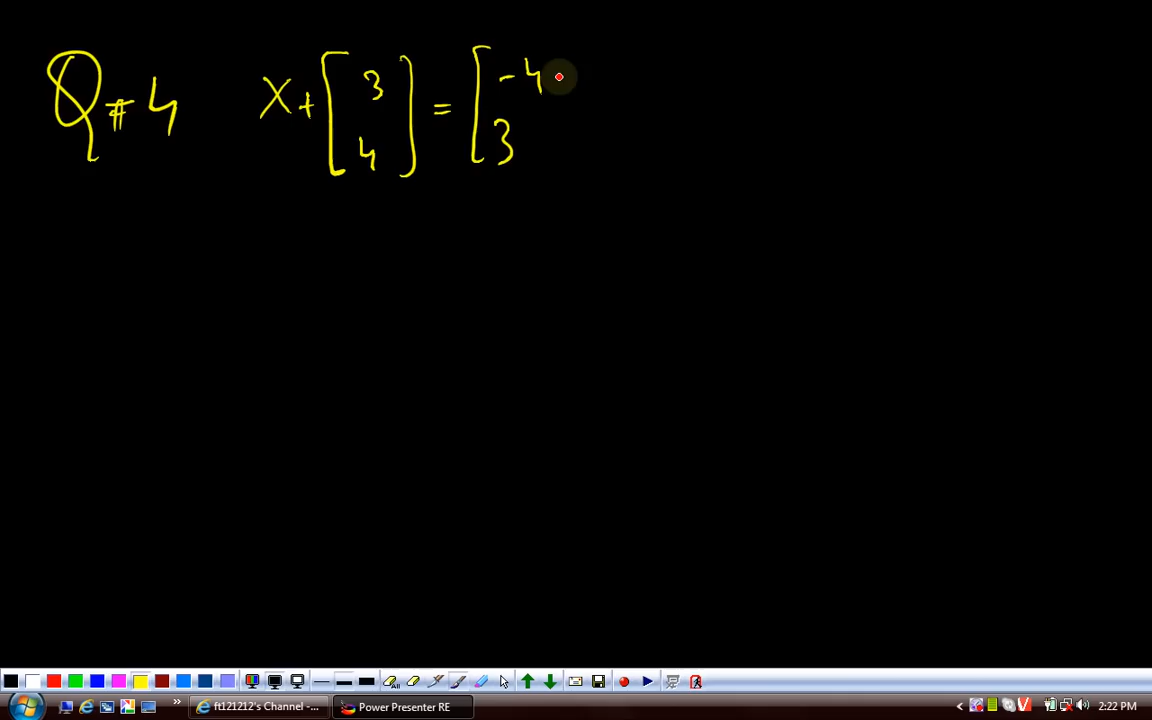 Q#4 X + [ 3 ] = [ -4
4 3
ft121212's Channel -... Power Presenter RE 2:22 PM